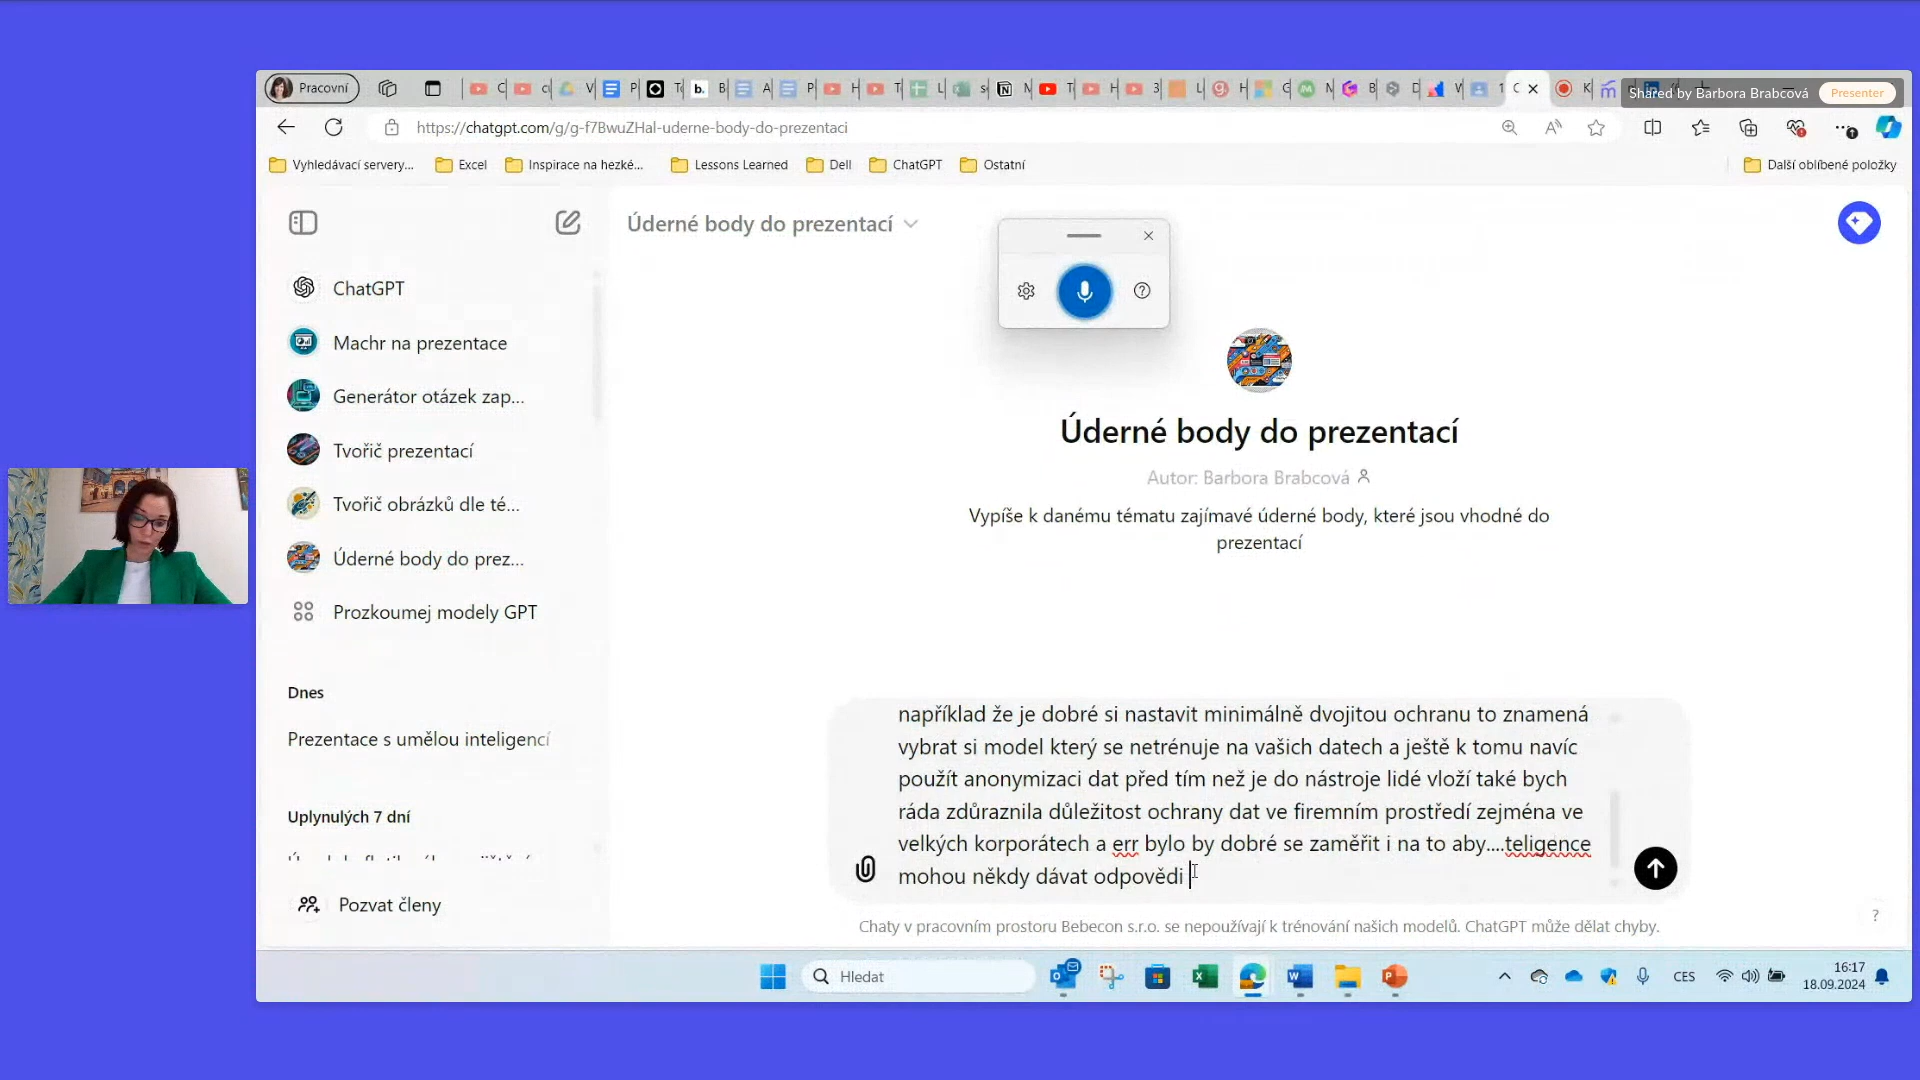 Pracovní
Shared by Barbora Brabcová
Presenter
https://chatgpt.com/g/g-f7BwuZHal-uderne-body-do-prezentaci
Vyhledávací servery...
Excel
Inspirace na hezké...
Lessons Learned
Dell
ChatGPT
Ostatní
Další oblíbené položky
Úderné body do prezentací
ChatGPT
Machr na prezentace
Generátor otázek zap...
Tvořič prezentací
Tvořič obrázků dle té...
Úderné body do prez...
Prozkoumej modely GPT
Dnes
Prezentace s umělou inteligencí
Uplynulých 7 dní
Pozvat členy
Úderné body do prezentací
Autor: Barbora Brabcová
Vypíše k danému tématu zajímavé úderné body, které jsou vhodné do
prezentací
například že je dobré si nastavit minimálně dvojitou ochranu to znamená
vybrat si model který se netrénuje na vašich datech a ještě k tomu navíc
použít anonymizaci dat před tím než je do nástroje lidé vloží také bych
ráda zdůraznila důležitost ochrany dat ve firemním prostředí zejména ve
velkých korporátech a err bylo by dobré se zaměřit i na to aby....teligence
mohou někdy dávat odpovědi
Chaty v pracovním prostoru Bebecon s.r.o. se nepoužívají k trénování našich modelů. ChatGPT může dělat chyby.
?
Hledat
CES
16:17
18.09.2024